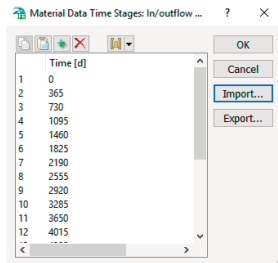 Material Data Time Stages: In/outflow ...
? ×
OK
Cancel
Import...
Export...
Time [d]
1 0
2 365
3 730
4 1095
5 1460
6 1825
7 2190
8 2555
9 2920
10 3285
11 3650
12 4015